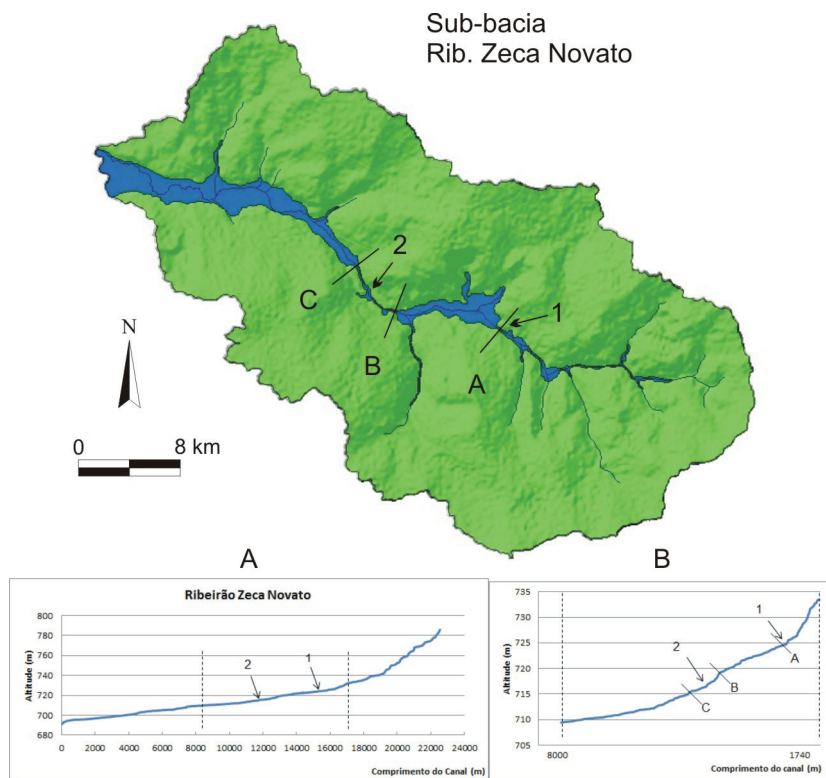 Sub-bacia
Rib. Zeca Novato
2
C
1
N
B
A
0 8 km
A
B
Ribeirão Zeca Novato
Altitude (m)
800
780
760
740
720
700
680
2
1
0 2000 4000 6000 8000 10000 12000 14000 16000 18000 20000 22000 24000
Comprimento do Canal (m)
Altitude (m)
735
730
725
720
715
710
705
1
A
2
B
C
8000 1740
Comprimento do canal (m)